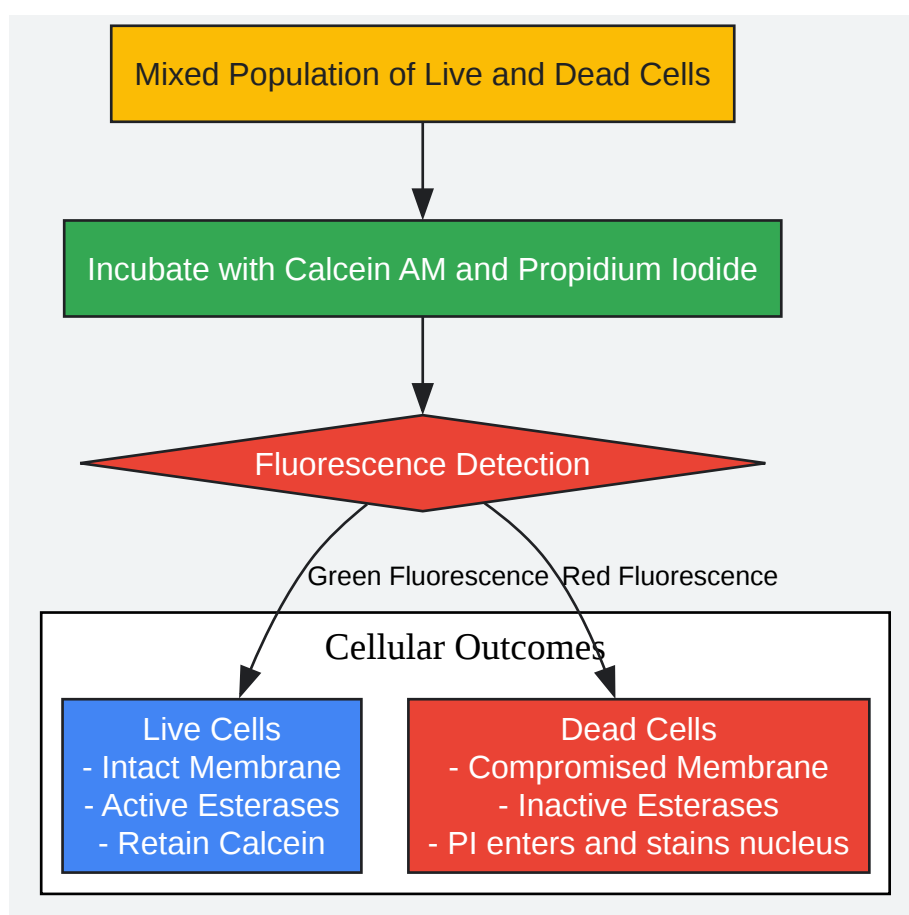 Mixed Population of Live and Dead Cells
Incubate with Calcein AM and Propidium Iodide
Fluorescence Detection
Green Fluorescence
Red Fluorescence
Cellular Outcomes
Live Cells
- Intact Membrane
- Active Esterases
- Retain Calcein
Dead Cells
- Compromised Membrane
- Inactive Esterases
- PI enters and stains nucleus